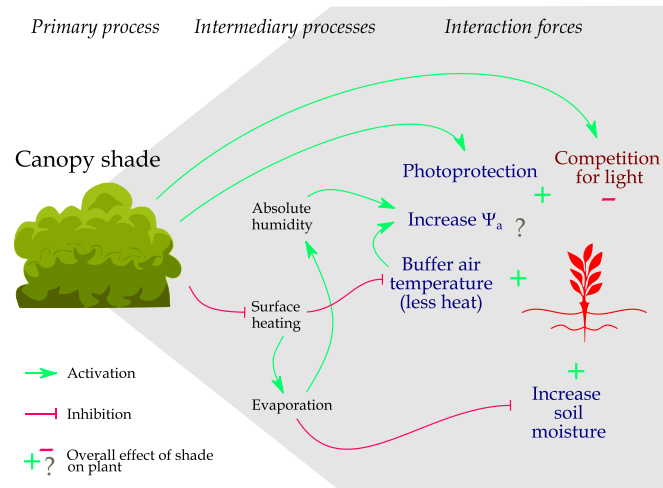 Primary process
Intermediary processes
Interaction forces
Canopy shade
Photoprotection
+
Competition
for light
−
Absolute
humidity
Increase Ψa
?
Buffer air
temperature
(less heat)
+
Surface
heating
Evaporation
+
Increase
soil
moisture
Activation
Inhibition
+ − ?
Overall effect of shade
on plant